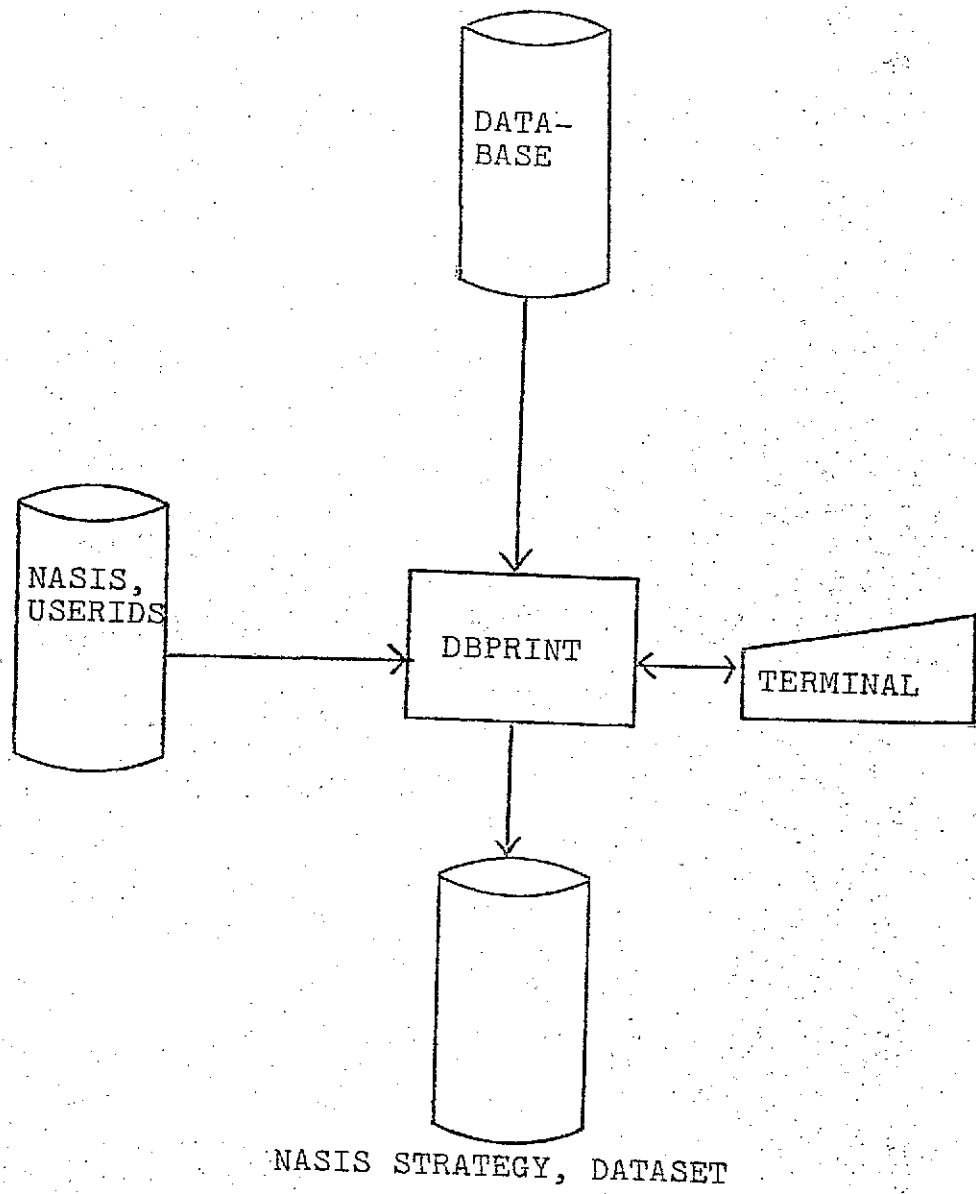 DATA-
BASE
NASIS,
USERIDS
DBPRINT
TERMINAL
NASIS STRATEGY, DATASET